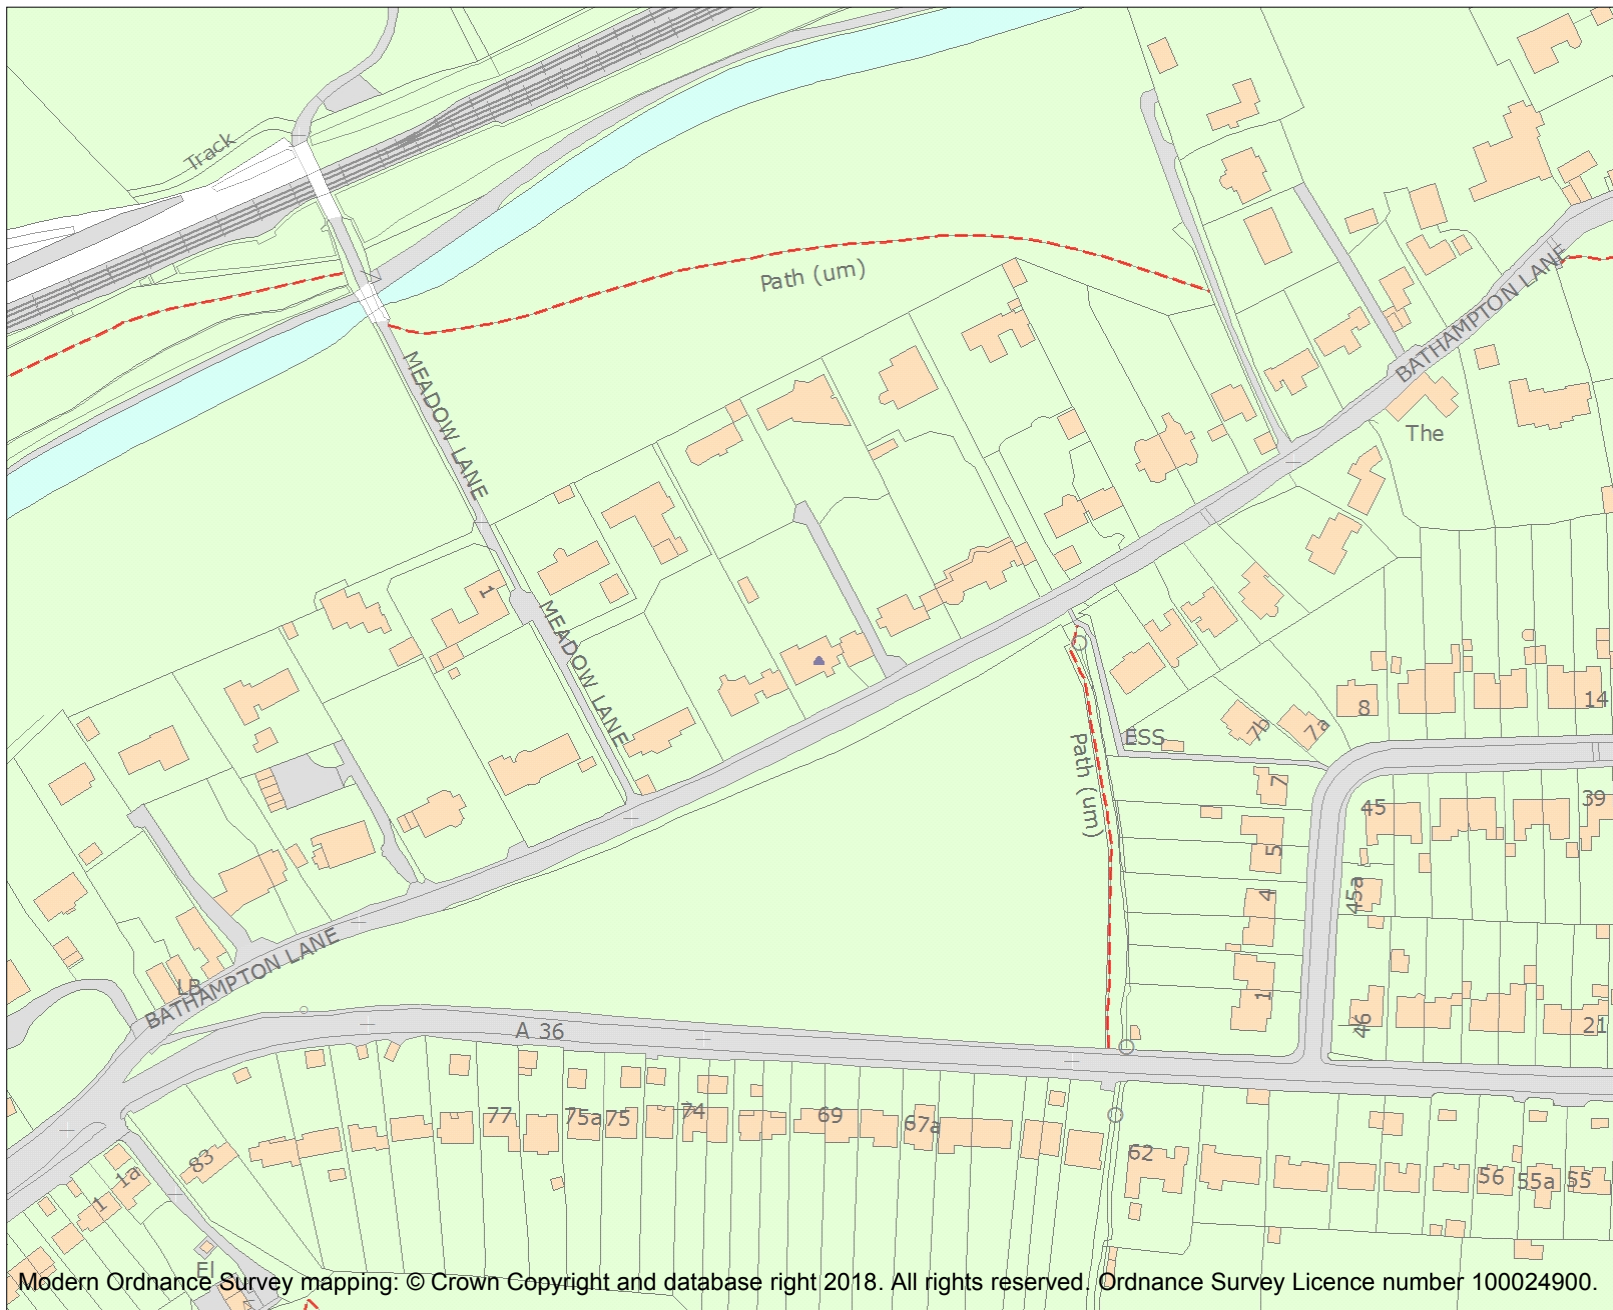 Track
Path (um)
BATHAMPTON LANE
MEADOW LANE
The
1
MEADOW LANE
8
14
7b
7a
ESS
Path (um)
7
45
39
5
4
45a
LB
BATHAMPTON LANE
1
46
21
A 36
77
75a
75
74
69
67a
62
83
56
55a
55
1a
1
El
Modern Ordnance Survey mapping: © Crown Copyright and database right 2018. All rights reserved. Ordnance Survey Licence number 100024900.